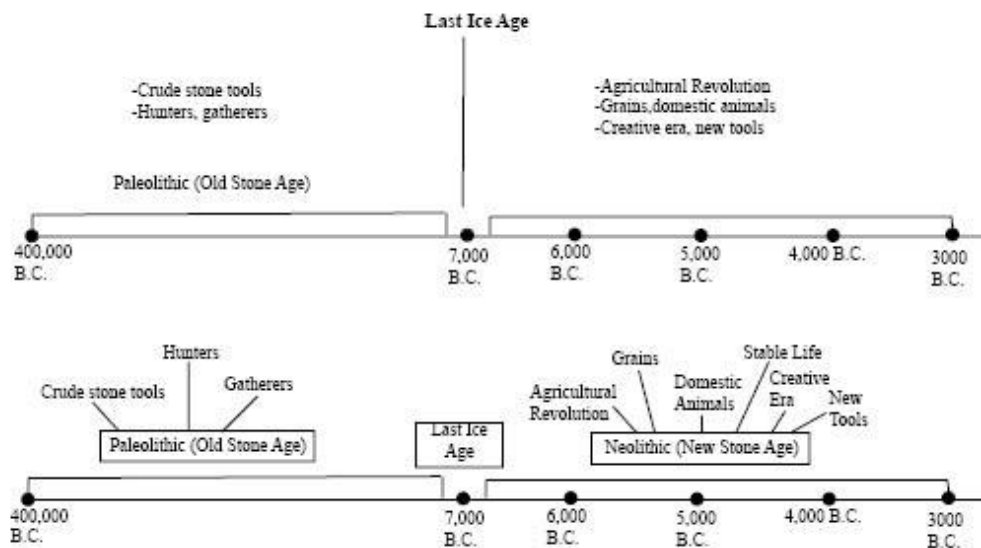 Last Ice Age
-Crude stone tools
-Hunters, gatherers
-Agricultural Revolution
-Grains,domestic animals
-Creative era, new tools
Paleolithic (Old Stone Age)
400,000
B.C.
7,000
B.C.
6,000
B.C.
5,000
B.C.
4,000 B.C.
3000
B.C.
Hunters
Crude stone tools
Gatherers
Paleolithic (Old Stone Age)
Last Ice
Age
Grains
Stable Life
Agricultural
Revolution
Domestic
Animals
Creative
Era
New
Tools
Neolithic (New Stone Age)
400,000
B.C.
7,000
B.C.
6,000
B.C.
5,000
B.C.
4,000 B.C.
3000
B.C.